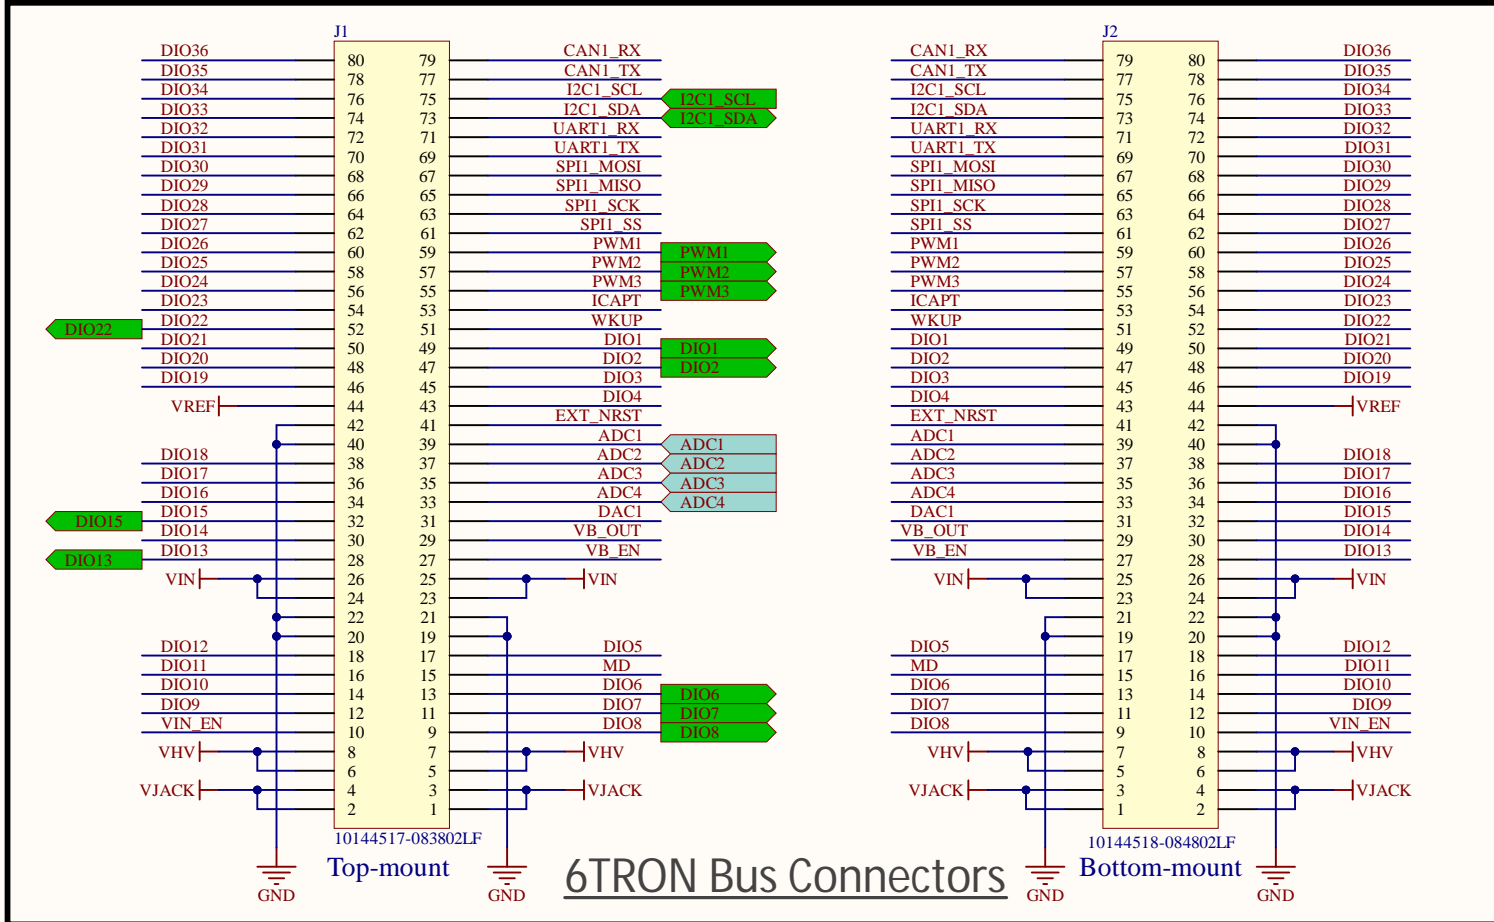 J1 J2
DIO36 80 79 CAN1_RX CAN1_RX 79 80 DIO36
DIO35 78 77 CAN1_TX CAN1_TX 77 78 DIO35
DIO34 76 75 I2C1_SCL I2C1_SCL I2C1_SCL 75 76 DIO34
DIO33 74 73 I2C1_SDA I2C1_SDA I2C1_SDA 73 74 DIO33
DIO32 72 71 UART1_RX UART1_RX 71 72 DIO32
DIO31 70 69 UART1_TX UART1_TX 69 70 DIO31
DIO30 68 67 SPI1_MOSI SPI1_MOSI 67 68 DIO30
DIO29 66 65 SPI1_MISO SPI1_MISO 65 66 DIO29
DIO28 64 63 SPI1_SCK SPI1_SCK 63 64 DIO28
DIO27 62 61 SPI1_SS SPI1_SS 61 62 DIO27
DIO26 60 59 PWM1 PWM1 PWM1 59 60 DIO26
DIO25 58 57 PWM2 PWM2 PWM2 57 58 DIO25
DIO24 56 55 PWM3 PWM3 PWM3 55 56 DIO24
DIO23 54 53 ICAPT ICAPT 53 54 DIO23
DIO22 DIO22 52 51 WKUP WKUP 51 52 DIO22
DIO21 50 49 DIO1 DIO1 DIO1 49 50 DIO21
DIO20 48 47 DIO2 DIO2 DIO2 47 48 DIO20
DIO19 46 45 DIO3 DIO3 45 46 DIO19
VREF 44 43 DIO4 DIO4 43 44 VREF
42 41 EXT_NRST EXT_NRST 41 42
40 39 ADC1 ADC1 ADC1 39 40
DIO18 38 37 ADC2 ADC2 ADC2 37 38 DIO18
DIO17 36 35 ADC3 ADC3 ADC3 35 36 DIO17
DIO16 34 33 ADC4 ADC4 ADC4 33 34 DIO16
DIO15 DIO15 32 31 DAC1 DAC1 31 32 DIO15
DIO14 30 29 VB_OUT VB_OUT 29 30 DIO14
DIO13 DIO13 28 27 VB_EN VB_EN 27 28 DIO13
VIN 26 25 VIN VIN 25 26 VIN
24 23 23 24
22 21 21 22
20 19 19 20
DIO12 18 17 DIO5 DIO5 17 18 DIO12
DIO11 16 15 MD MD 15 16 DIO11
DIO10 14 13 DIO6 DIO6 DIO6 13 14 DIO10
DIO9 12 11 DIO7 DIO7 DIO7 11 12 DIO9
VIN_EN 10 9 DIO8 DIO8 DIO8 9 10 VIN_EN
VHV 8 7 VHV VHV 7 8 VHV
6 5 5 6
VJACK 4 3 VJACK VJACK 3 4 VJACK
2 1 1 2
10144517-083802LF 10144518-084802LF
Top-mount 6TRON Bus Connectors Bottom-mount
GND GND GND GND